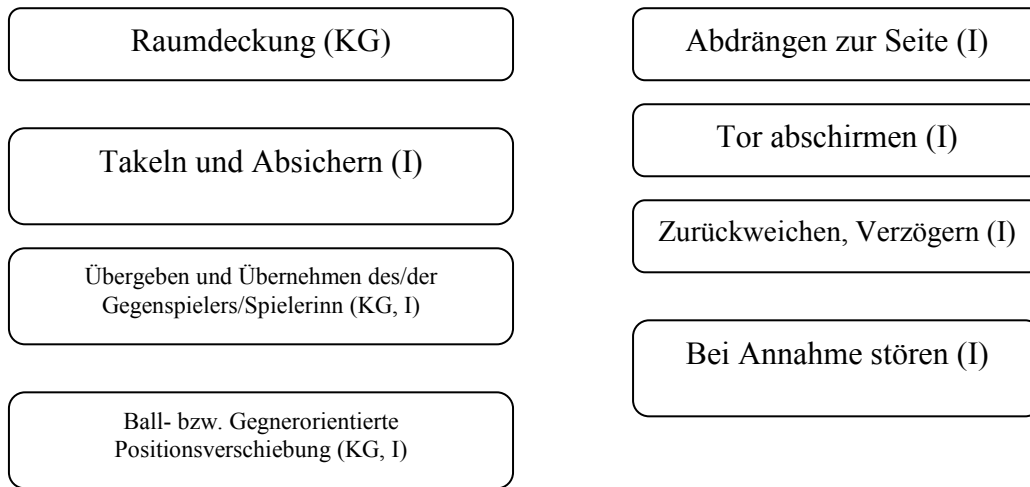 Raumdeckung (KG)
Takeln und Absichern (I)
Übergeben und Übernehmen des/der
Gegenspielers/Spielerinn (KG, I)
Ball- bzw. Gegnerorientierte
Positionsverschiebung (KG, I)
Abdrängen zur Seite (I)
Tor abschirmen (I)
Zurückweichen, Verzögern (I)
Bei Annahme stören (I)